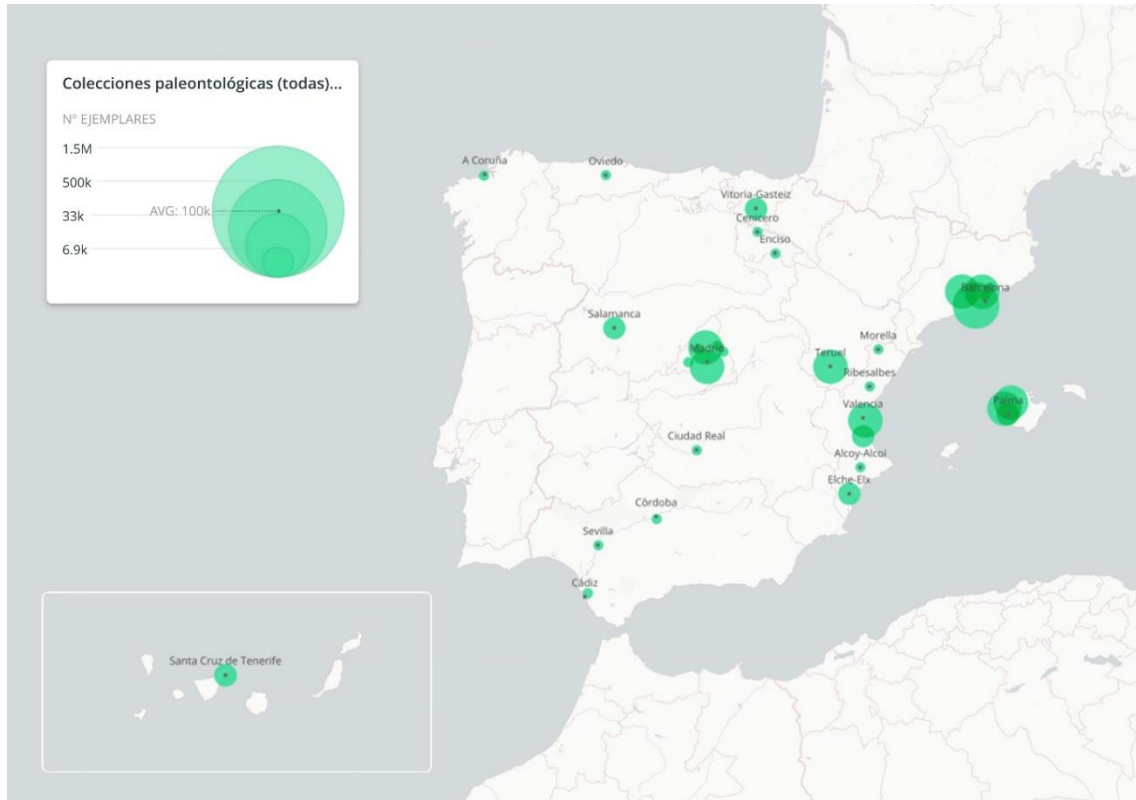 Colecciones paleontológicas (todas)...
Nº EJEMPLARES
1.5M
500k
AVG: 100k
33k
6.9k
A Coruña
Oviedo
Vitoria-Gasteiz
Cenicero
Enciso
Barcelona
Salamanca
Morella
Madrid
Teruel
Ribesalbes
Palma
Valencia
Ciudad Real
Alcoy-Alcoi
Elche-Elx
Córdoba
Sevilla
Cádiz
Santa Cruz de Tenerife